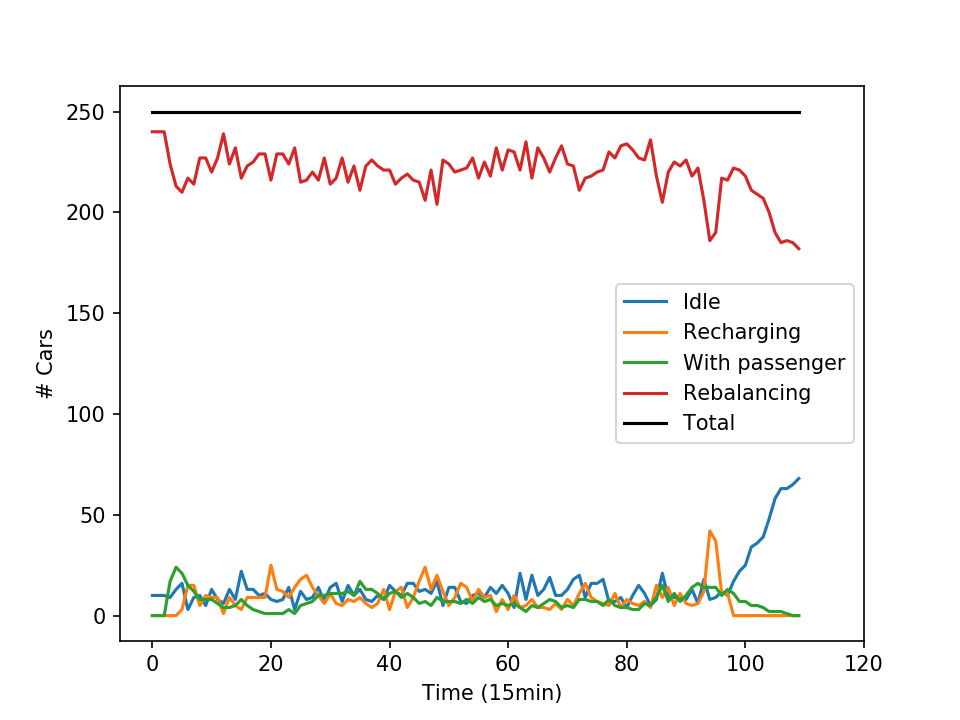 250
200
150
100
50
0
# Cars
Idle
Recharging
With passenger
Rebalancing
Total
0 20 40 60 80 100 120
Time (15min)